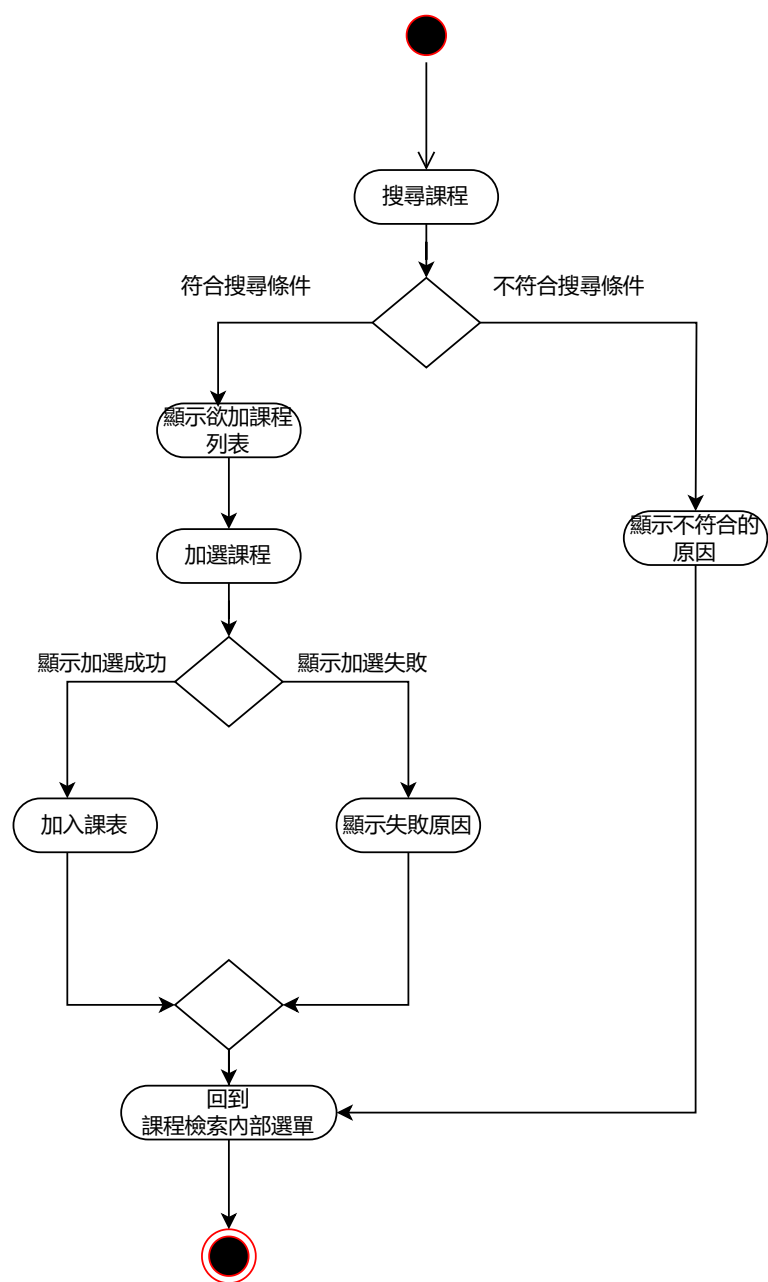 搜尋課程
符合搜尋條件
不符合搜尋條件
顯示欲加課程
列表
加選課程
顯示不符合的
原因
顯示加選成功
顯示加選失敗
加入課表
顯示失敗原因
回到
課程檢索內部選單